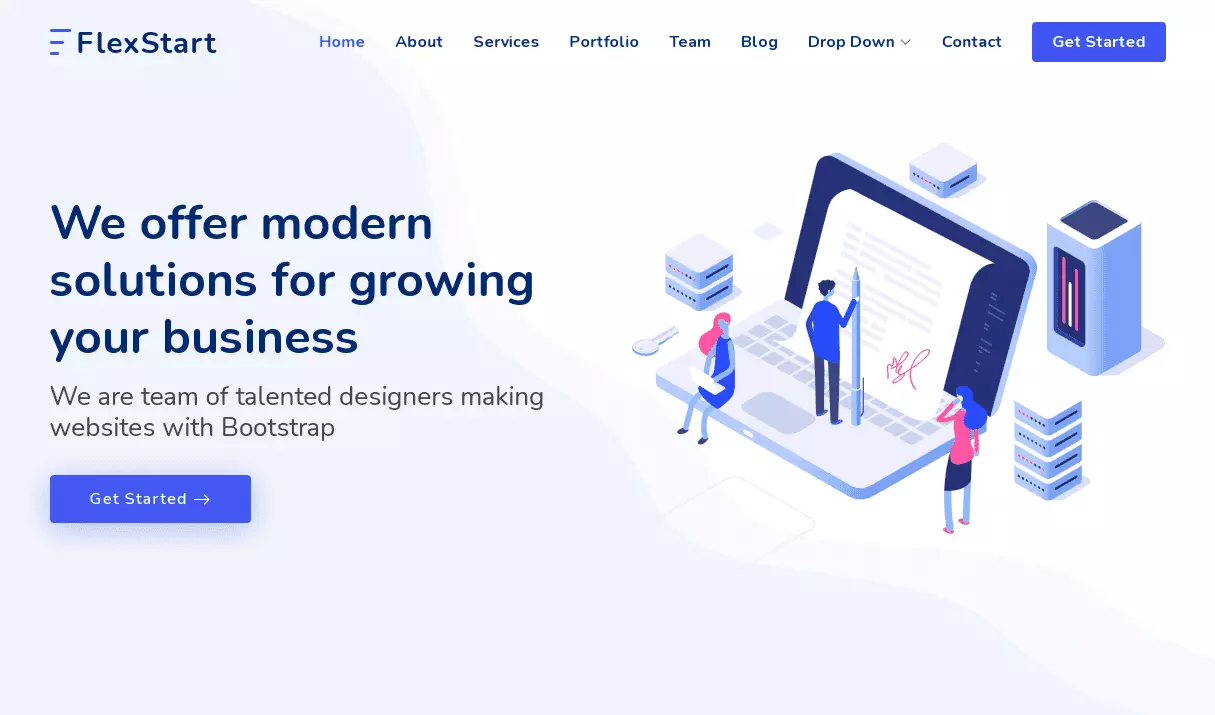 FlexStart
Home About Services Portfolio Team Blog Drop Down Contact Get Started
We offer modern
solutions for growing
your business
We are team of talented designers making
websites with Bootstrap
Get Started →